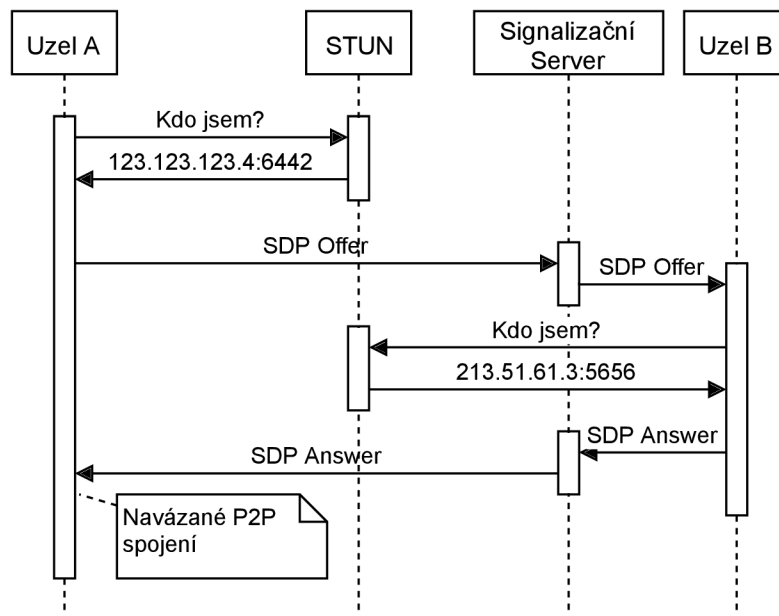 Uzel A
STUN
Signalizační
Server
Uzel B
Kdo jsem?
123.123.123.4:6442
SDP Offer
SDP Offer
Kdo jsem?
213.51.61.3:5656
SDP Answer
SDP Answer
Navázané P2P
spojení